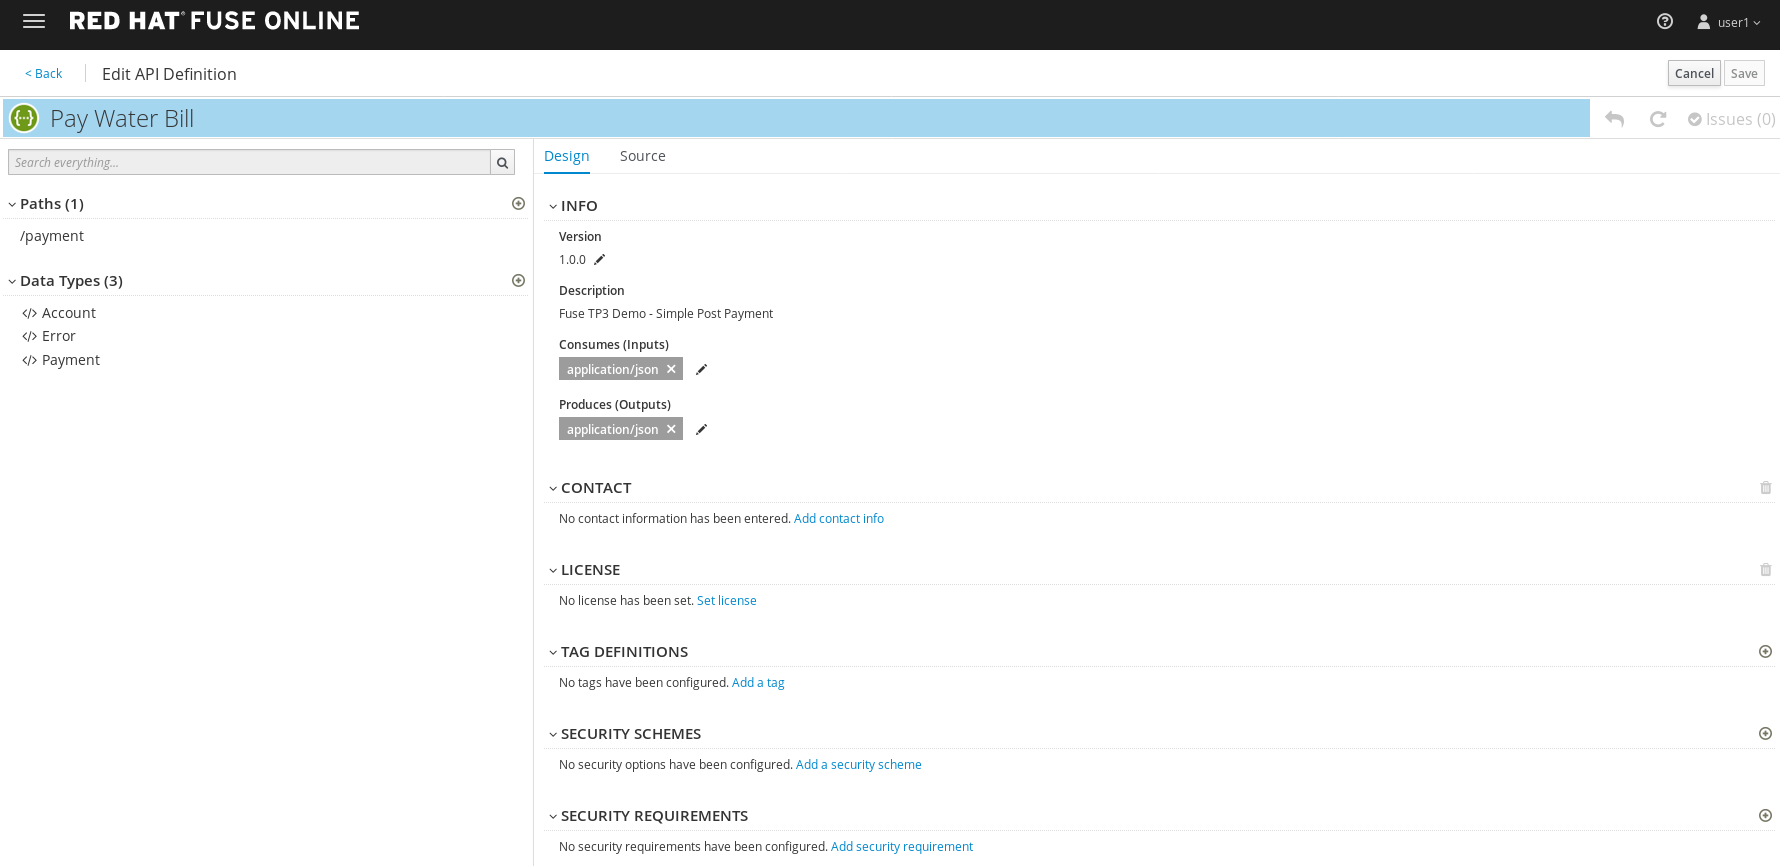 RED HAT® FUSE ONLINE
user1
< Back
Edit API Definition
Cancel
Save
Pay Water Bill
Issues (0)
Search everything...
Paths (1)
/payment
Data Types (3)
</> Account
</> Error
</> Payment
Design
Source
INFO
Version
1.0.0
Description
Fuse TP3 Demo - Simple Post Payment
Consumes (Inputs)
application/json
Produces (Outputs)
application/json
CONTACT
No contact information has been entered. Add contact info
LICENSE
No license has been set. Set license
TAG DEFINITIONS
No tags have been configured. Add a tag
SECURITY SCHEMES
No security options have been configured. Add a security scheme
SECURITY REQUIREMENTS
No security requirements have been configured. Add security requirement